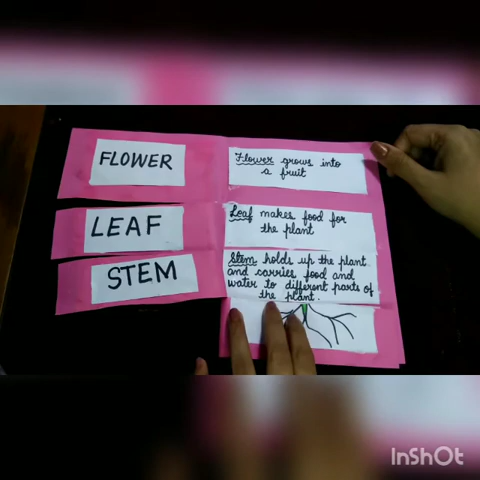 FLOWER
Flower grows into
a fruit
LEAF
Leaf makes food for
the plant
STEM
Stem holds up the plant
and carries food and
water to different parts of
the plant.
InShOt